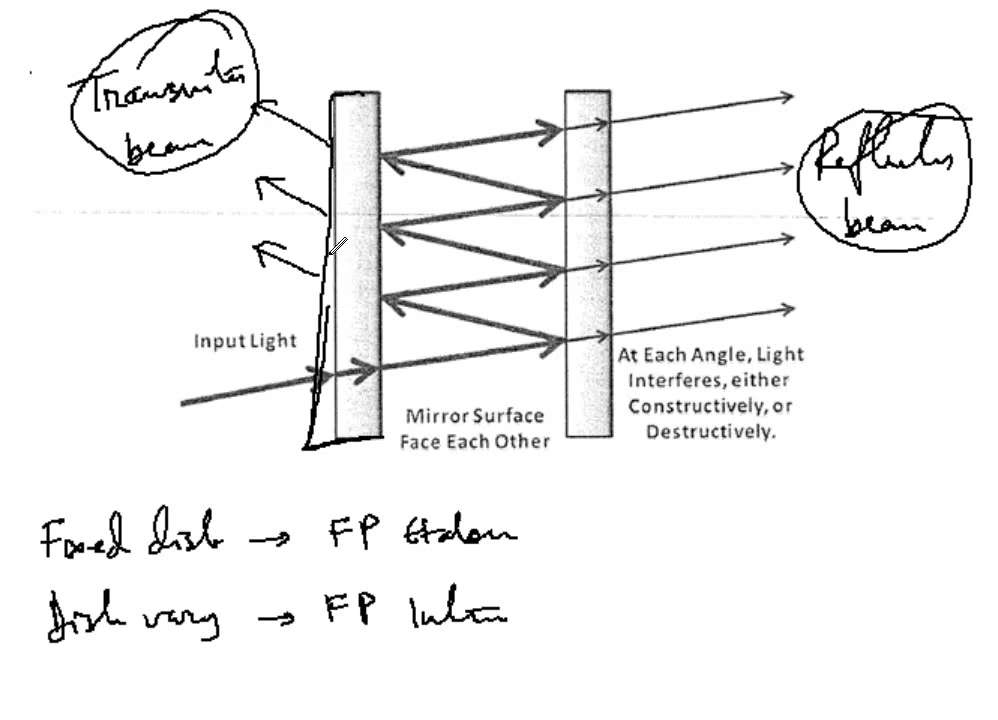 Transmitted
beam
Reflected
beam
Input Light
At Each Angle, Light
Interferes, either
Constructively, or
Destructively.
Mirror Surface
Face Each Other
Fixed dist → FP Etalon
Dist vary → FP